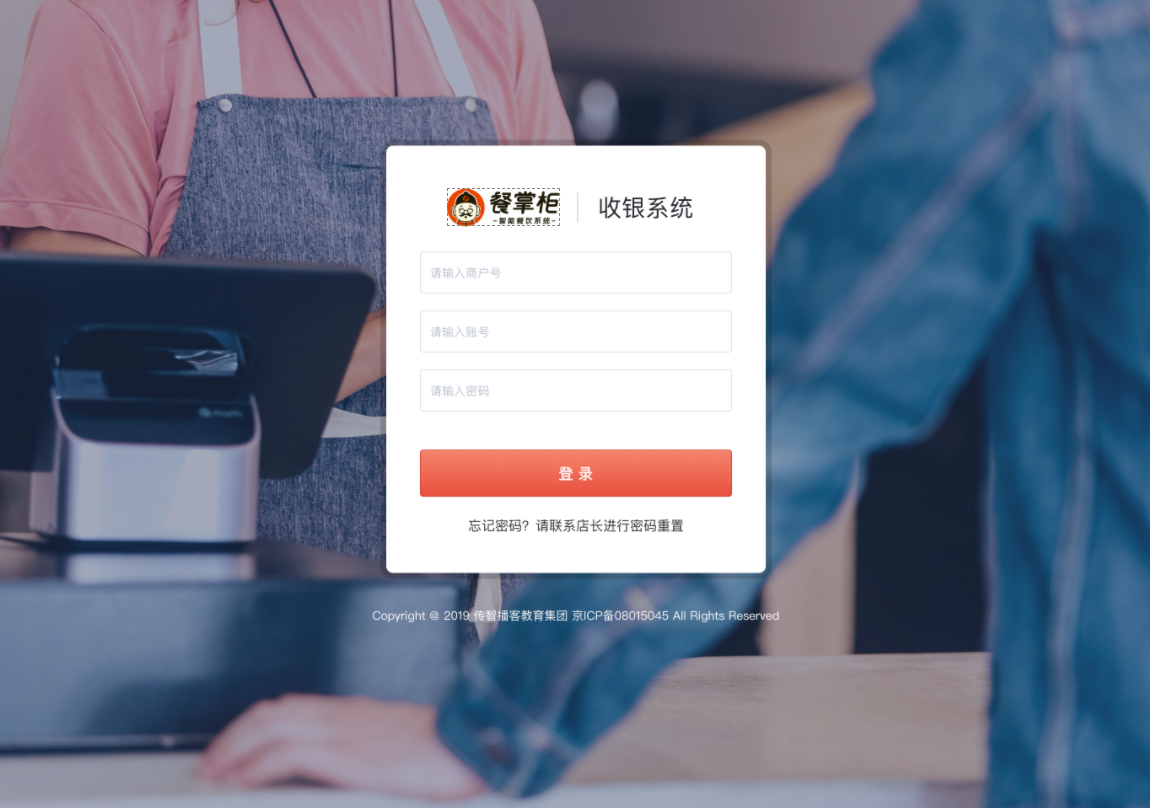 餐掌柜
-智能餐饮系统-
收银系统
请输入商户号
请输入账号
请输入密码
登 录
忘记密码？请联系店长进行密码重置
Copyright @ 2019 传智播客教育集团 京ICP备08015045 All Rights Reserved